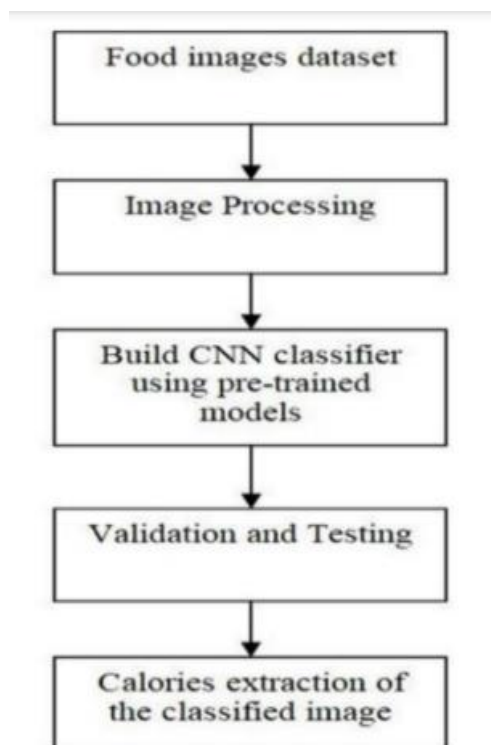 Food images dataset
Image Processing
Build CNN classifier
using pre-trained
models
Validation and Testing
Calories extraction of
the classified image